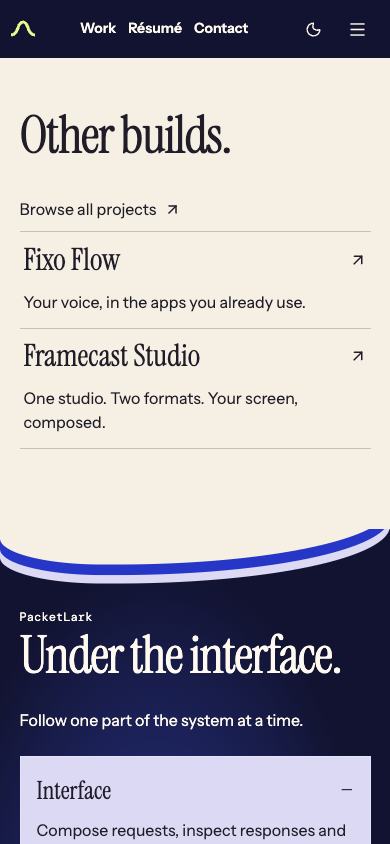 Work Résumé Contact
Other builds.
Browse all projects
Fixo Flow
Your voice, in the apps you already use.
Framecast Studio
One studio. Two formats. Your screen,
composed.
PacketLark
Under the interface.
Follow one part of the system at a time.
Interface
Compose requests, inspect responses and